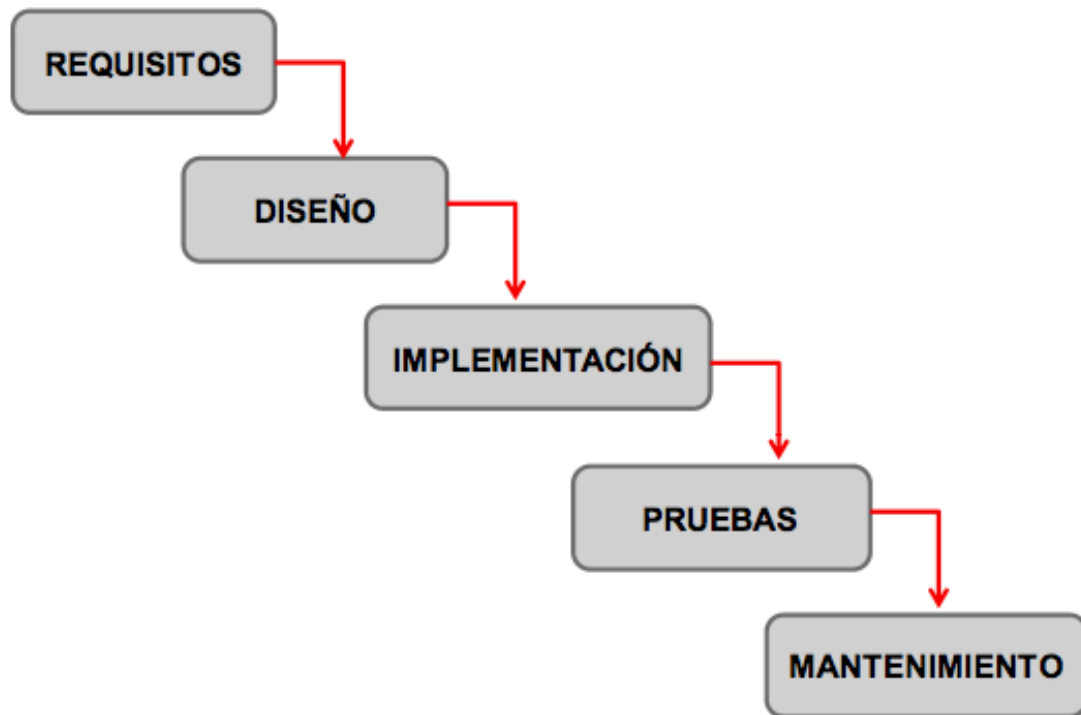 REQUISITOS
DISEÑO
IMPLEMENTACIÓN
PRUEBAS
MANTENIMIENTO